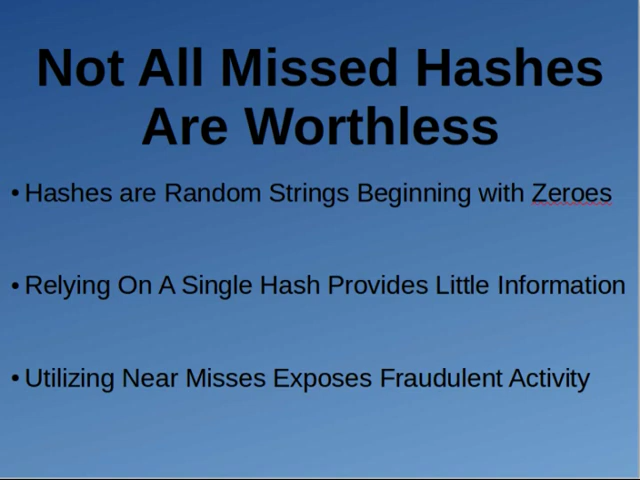 Not All Missed Hashes
Are Worthless
• Hashes are Random Strings Beginning with Zeroes
• Relying On A Single Hash Provides Little Information
• Utilizing Near Misses Exposes Fraudulent Activity